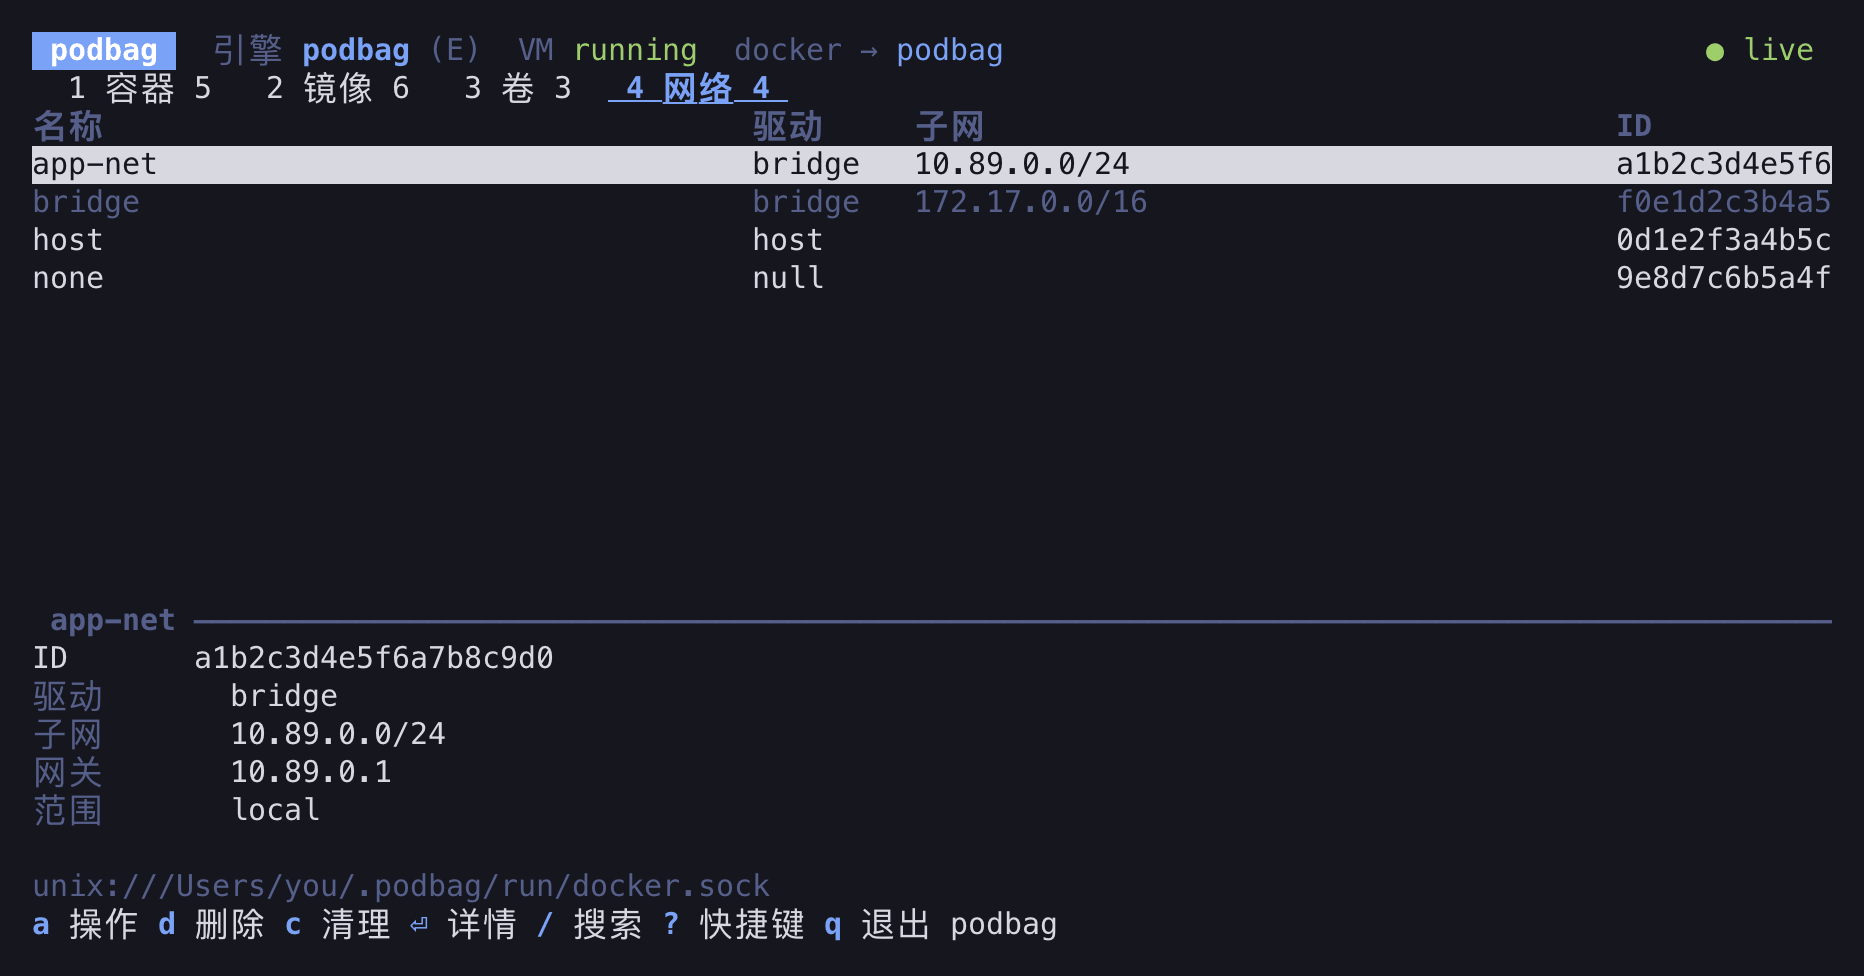 podbag 引擎 podbag (E) VM running docker → podbag ● live
1 容器 5 2 镜像 6 3 卷 3 4 网络 4
名称 驱动 子网 ID
app-net bridge 10.89.0.0/24 a1b2c3d4e5f6
bridge bridge 172.17.0.0/16 f0e1d2c3b4a5
host host 0d1e2f3a4b5c
none null 9e8d7c6b5a4f
app-net
ID a1b2c3d4e5f6a7b8c9d0
驱动 bridge
子网 10.89.0.0/24
网关 10.89.0.1
范围 local
unix:///Users/you/.podbag/run/docker.sock
a 操作 d 删除 c 清理 ⏎ 详情 / 搜索 ? 快捷键 q 退出 podbag